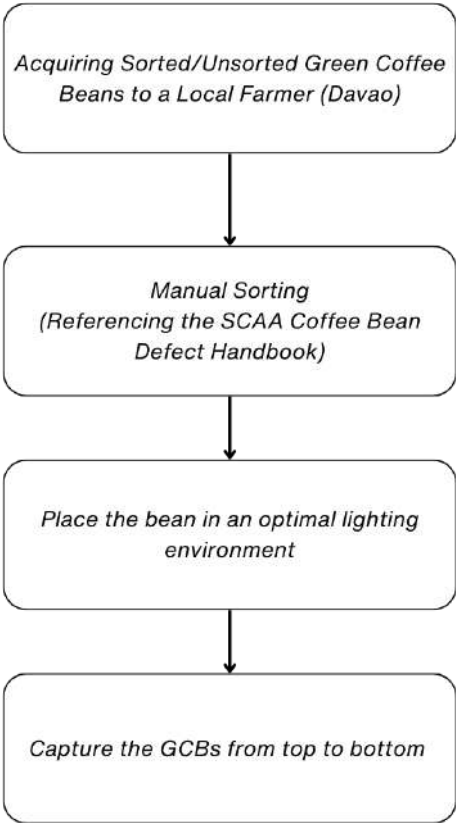 Acquiring Sorted/Unsorted Green Coffee
Beans to a Local Farmer (Davao)
Manual Sorting
(Referencing the SCAA Coffee Bean
Defect Handbook)
Place the bean in an optimal lighting
environment
Capture the GCBs from top to bottom